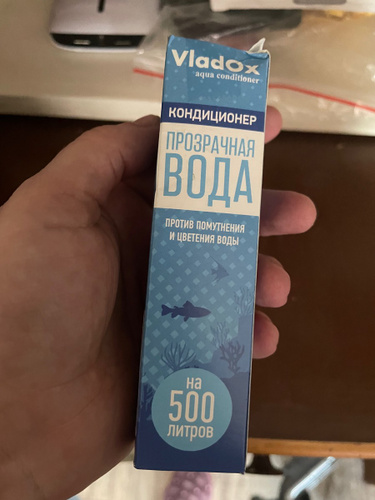 VladOx
aqua conditioner
КОНДИЦИОНЕР
ПРОЗРАЧНАЯ
ВОДА
ПРОТИВ ПОМУТНЕНИЯ
И ЦВЕТЕНИЯ ВОДЫ
на
500
ЛИТРОВ